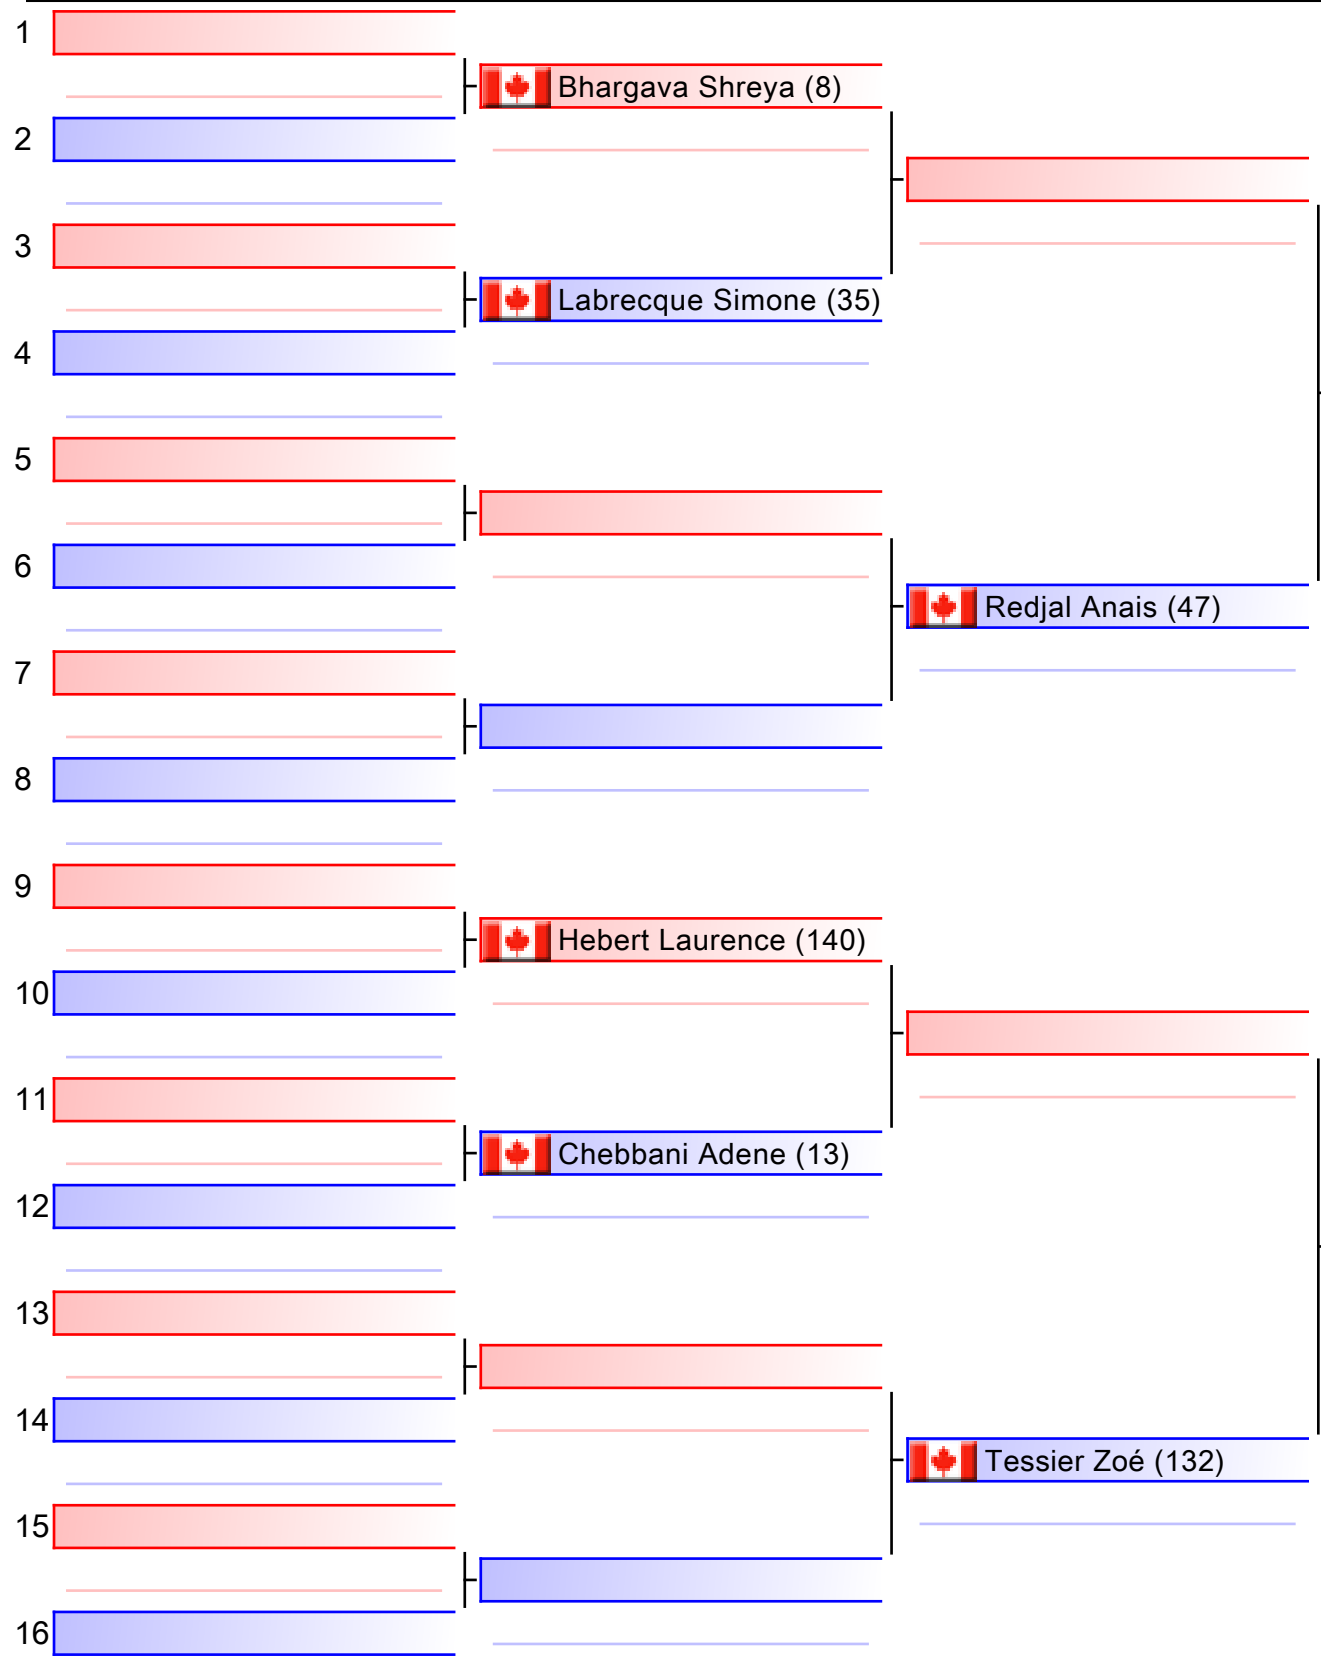 1
Bhargava Shreya (8)
2
3
Labrecque Simone (35)
4
5
6
Redjal Anais (47)
7
8
9
Hebert Laurence (140)
10
11
Chebbani Adene (13)
12
13
14
Tessier Zoé (132)
15
16